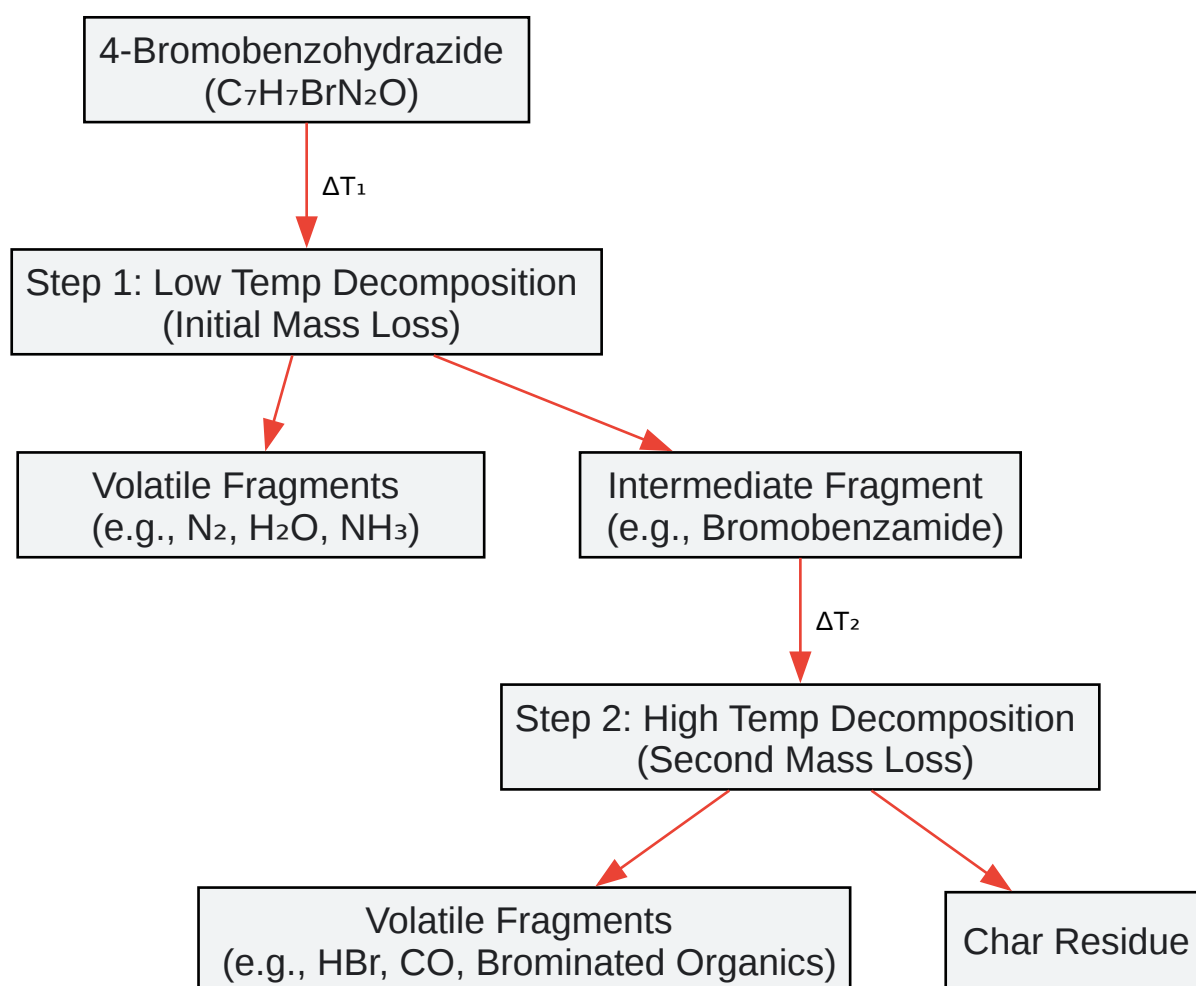 4-Bromobenzohydrazide
(C₇H₇BrN₂O)
ΔT₁
Step 1: Low Temp Decomposition
(Initial Mass Loss)
Volatile Fragments
(e.g., N₂, H₂O, NH₃)
Intermediate Fragment
(e.g., Bromobenzamide)
ΔT₂
Step 2: High Temp Decomposition
(Second Mass Loss)
Volatile Fragments
(e.g., HBr, CO, Brominated Organics)
Char Residue